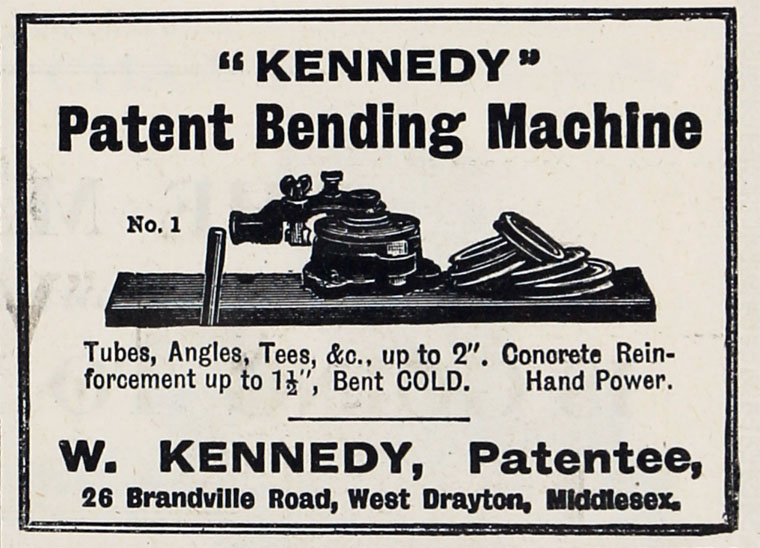 “KENNEDY”
Patent Bending Machine
No. 1
Tubes, Angles, Tees, &c., up to 2″. Concrete Rein-
forcement up to 1½″, Bent COLD. Hand Power.
W. KENNEDY, Patentee,
26 Brandville Road, West Drayton, Middlesex.